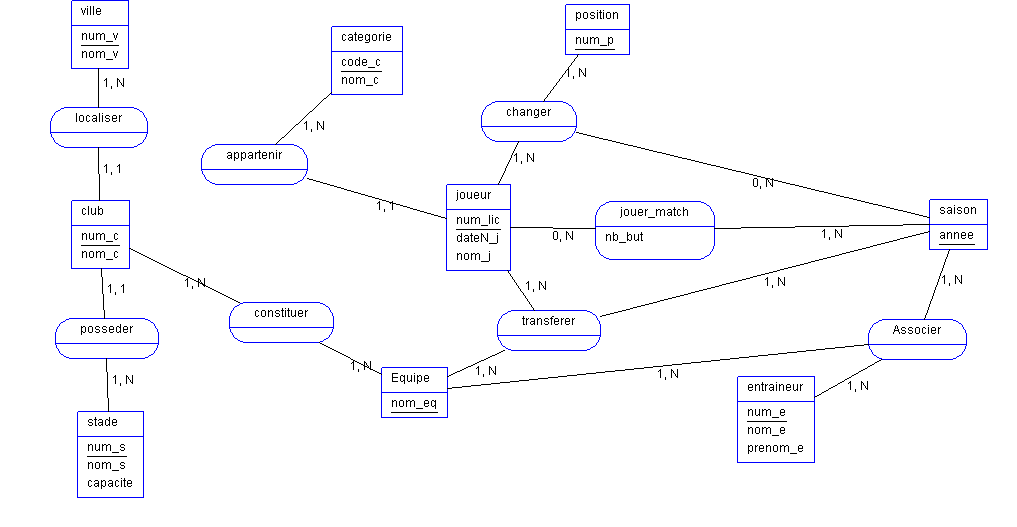 ville
num_v
nom_v
1, N
localiser
1, 1
club
num_c
nom_c
1, 1
posseder
1, N
stade
num_s
nom_s
capacite
categorie
code_c
nom_c
1, N
appartenir
1, 1
position
num_p
1, N
changer
1, N
0, N
joueur
num_lic
dateN_j
nom_j
0, N
jouer_match
nb_but
1, N
saison
annee
1, N
constituer
1, N
Equipe
nom_eq
1, N
transferer
1, N
1, N
1, N
Associer
1, N
1, N
entraineur
num_e
nom_e
prenom_e